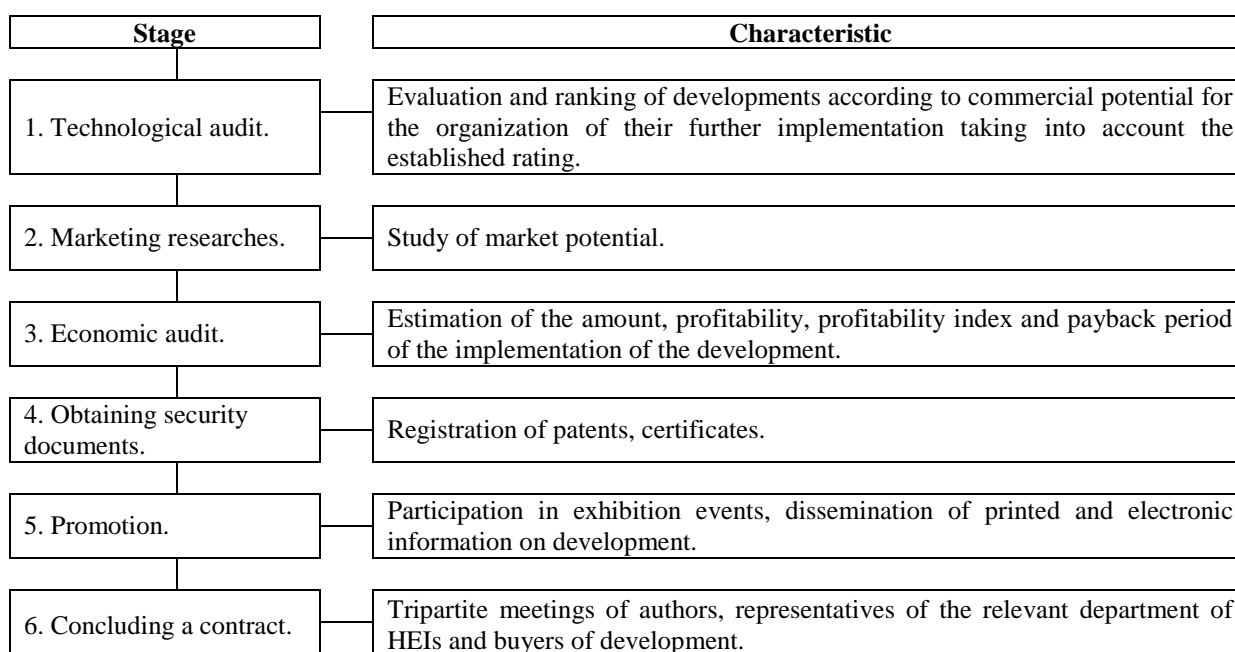 Stage
Characteristic
1. Technological audit.
Evaluation and ranking of developments according to commercial potential for
the organization of their further implementation taking into account the
established rating.
2. Marketing researches.
Study of market potential.
3. Economic audit.
Estimation of the amount, profitability, profitability index and payback period
of the implementation of the development.
4. Obtaining security
documents.
Registration of patents, certificates.
5. Promotion.
Participation in exhibition events, dissemination of printed and electronic
information on development.
6. Concluding a contract.
Tripartite meetings of authors, representatives of the relevant department of
HEIs and buyers of development.